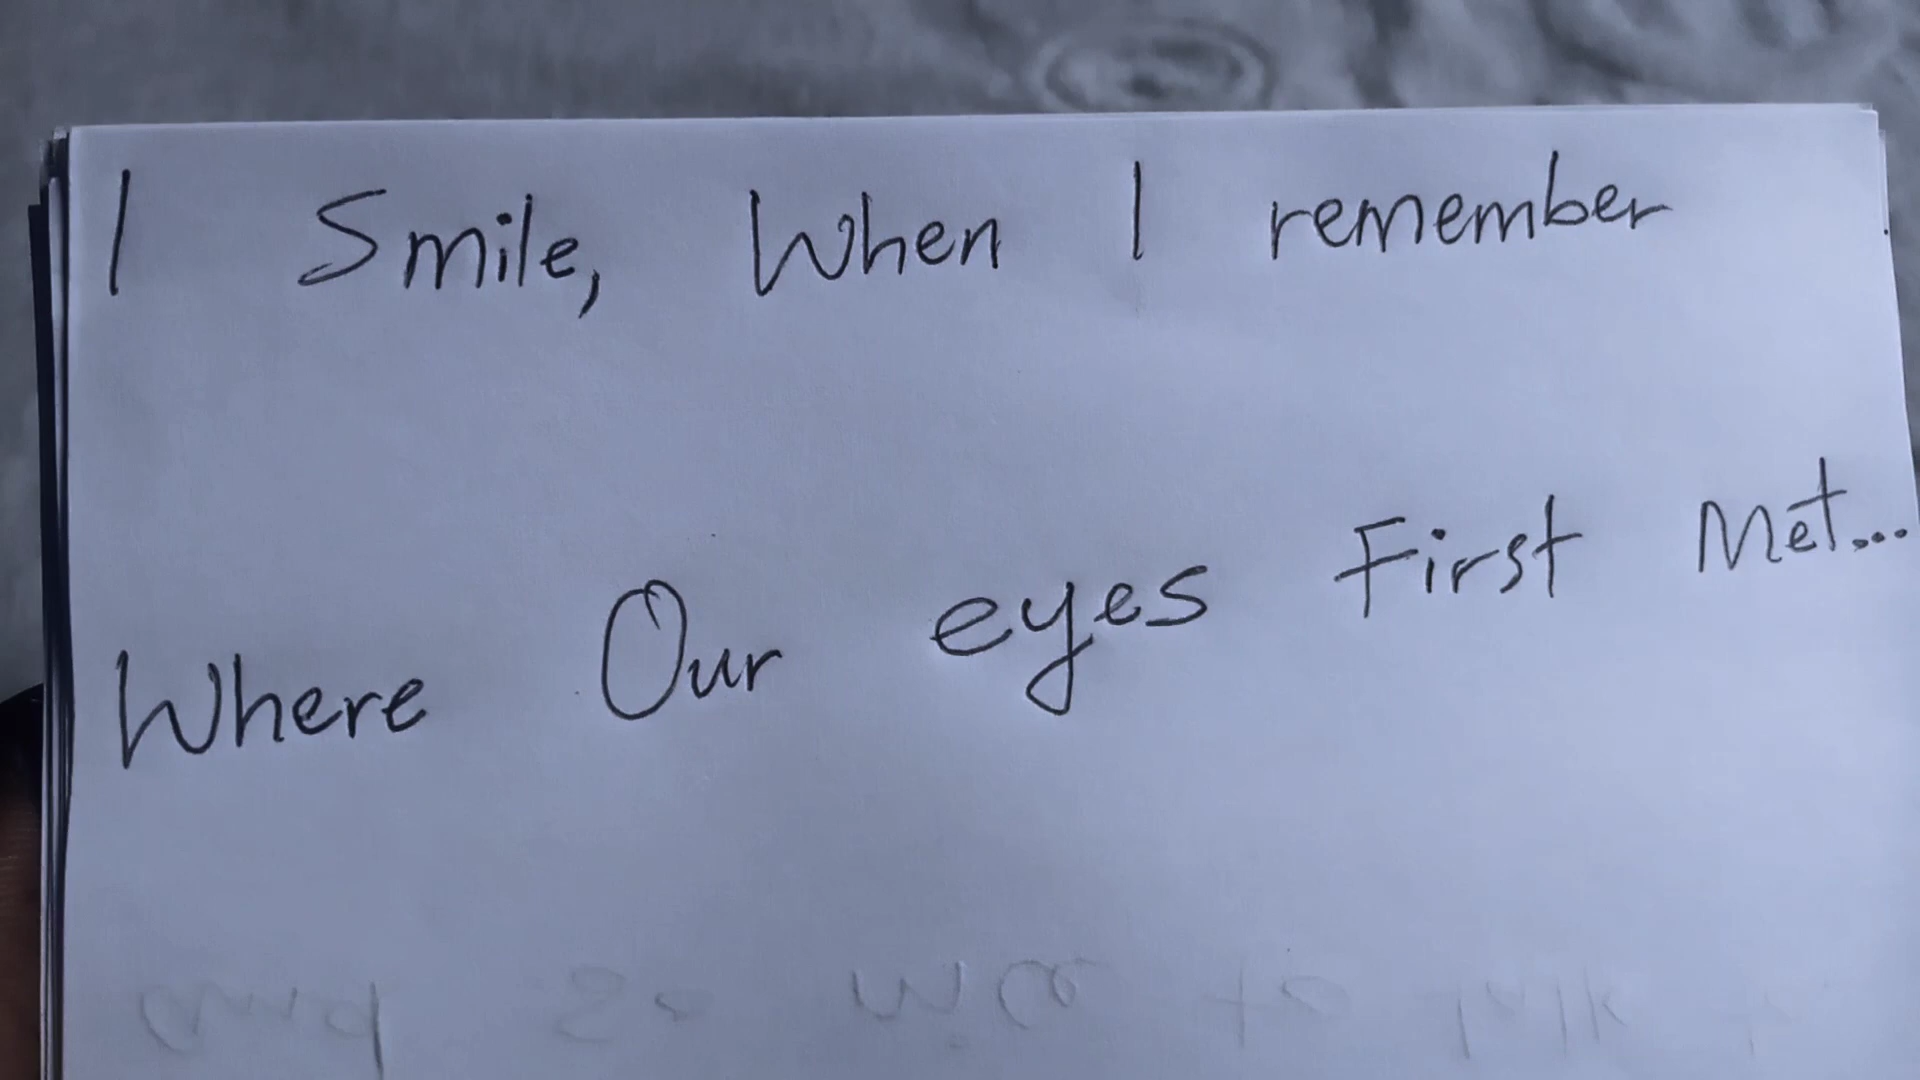 I Smile, When I remember
Where Our eyes First Met...